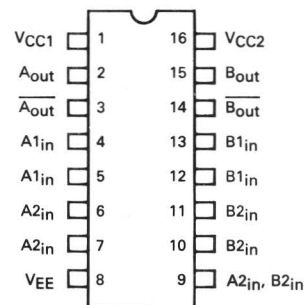 VCC1 1 16 VCC2
Aout 2 15 Bout
Aout 3 14 Bout
A1in 4 13 B1in
A1in 5 12 B1in
A2in 6 11 B2in
A2in 7 10 B2in
VEE 8 9 A2in, B2in